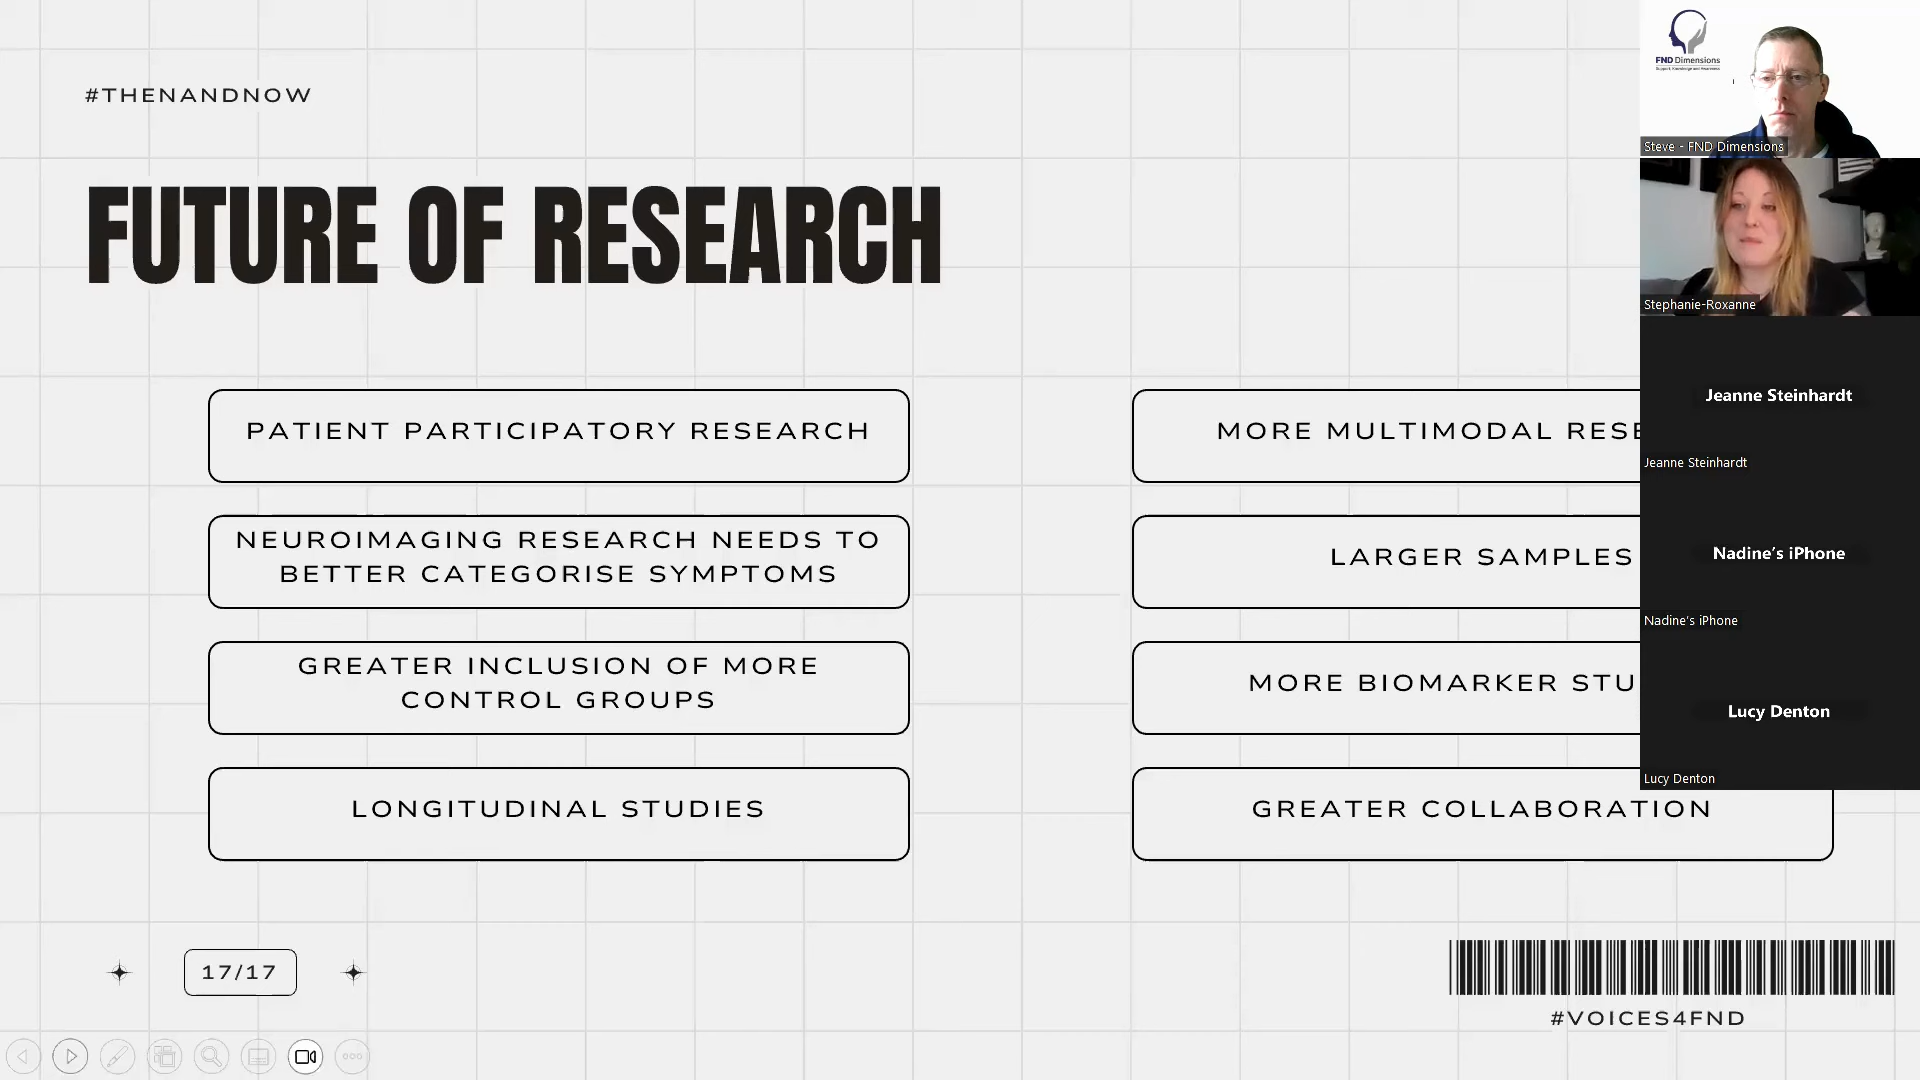 #THENANDNOW
FUTURE OF RESEARCH
PATIENT PARTICIPATORY RESEARCH
NEUROIMAGING RESEARCH NEEDS TO
BETTER CATEGORISE SYMPTOMS
GREATER INCLUSION OF MORE
CONTROL GROUPS
LONGITUDINAL STUDIES
MORE MULTIMODAL
LARGER SAMPLES
MORE BIOMARKER
GREATER COLLABORATION
17/17
#VOICES4FND
FND Dimensions
Steve - FND Dimensions
Stephanie-Roxanne
Jeanne Steinhardt
Jeanne Steinhardt
Nadine's iPhone
Nadine's iPhone
Lucy Denton
Lucy Denton